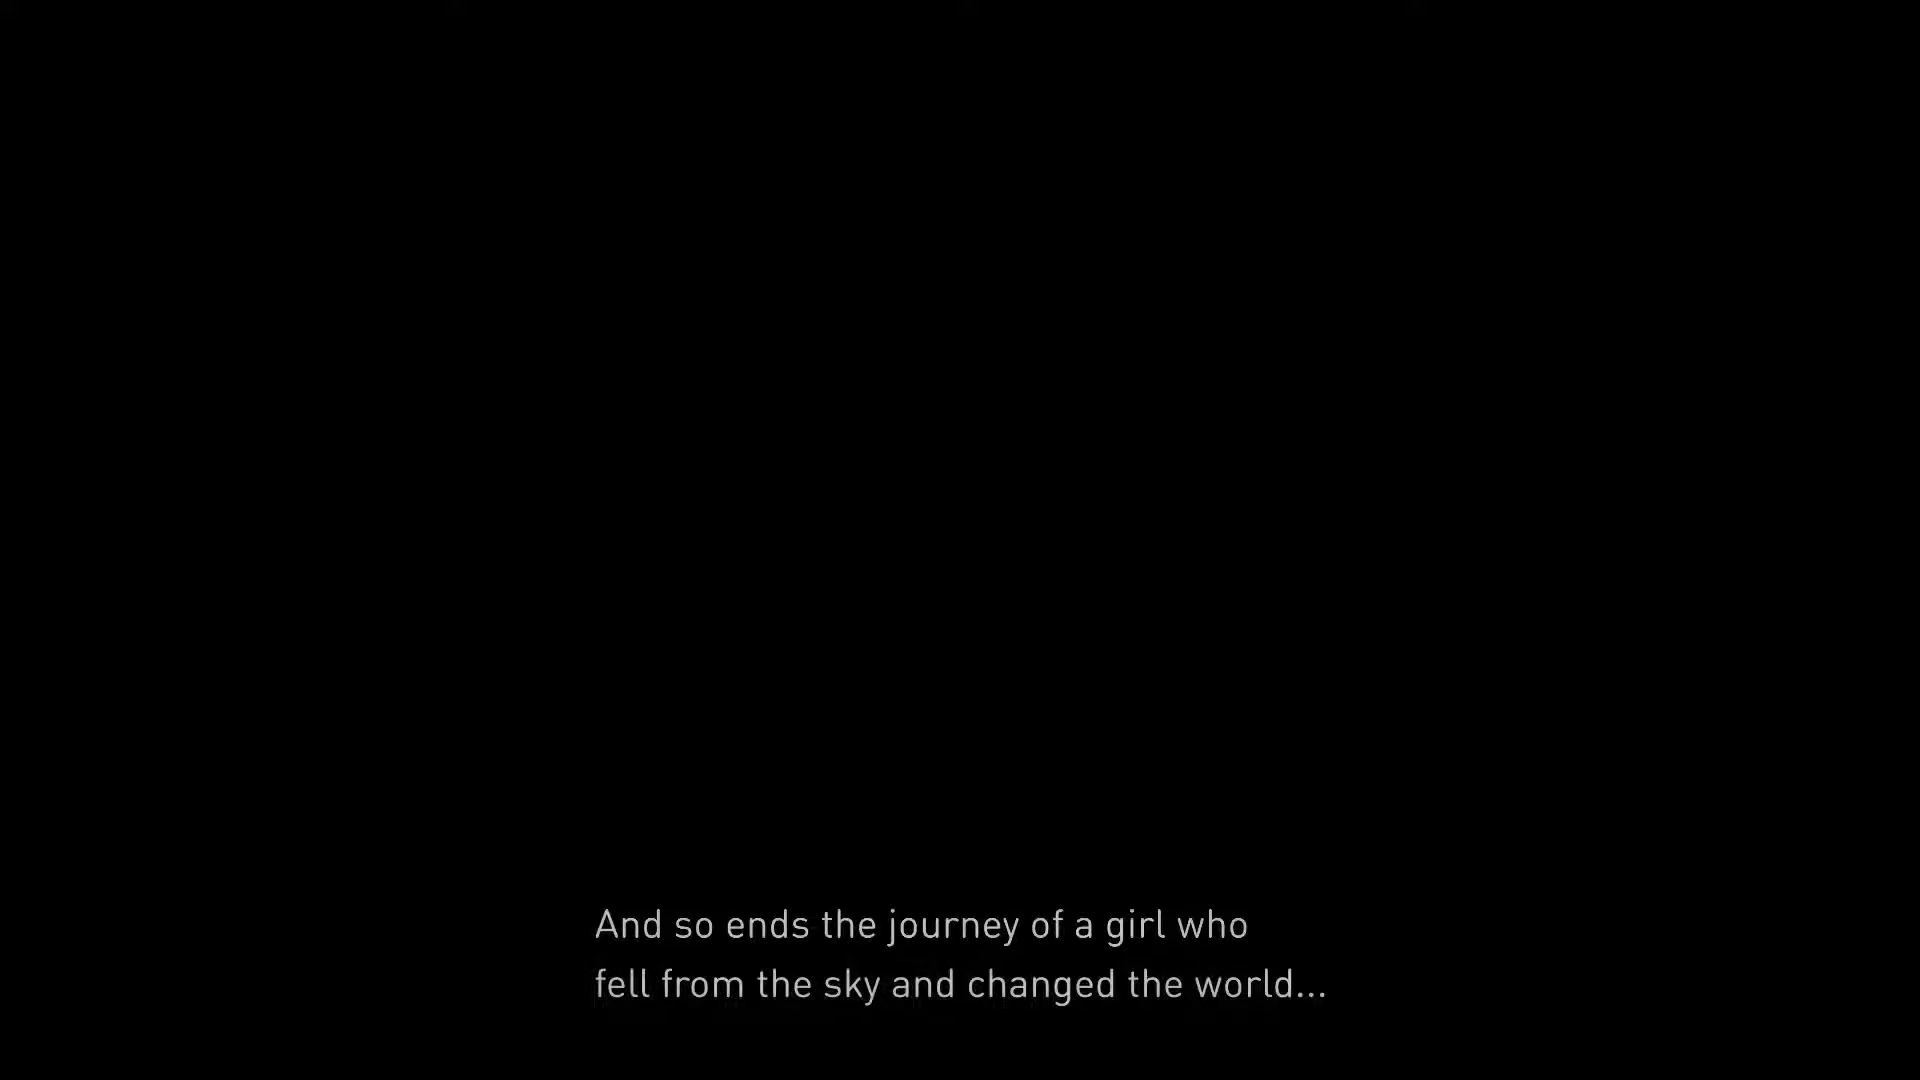 And so ends the journey of a girl who
fell from the sky and changed the world...